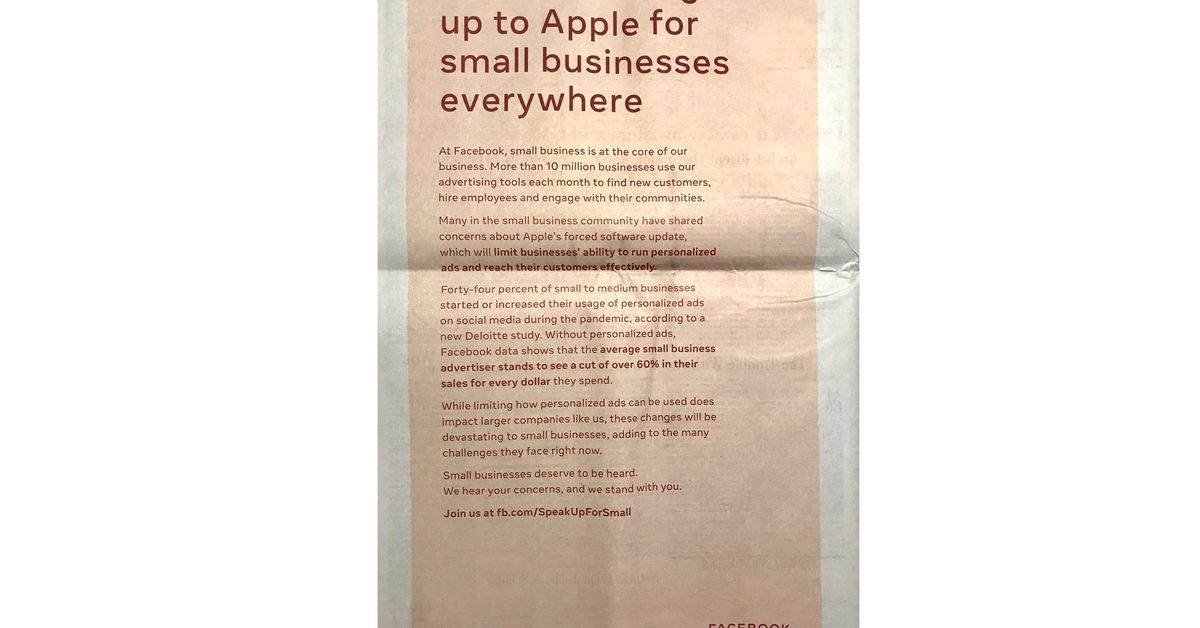 up to Apple for
small businesses
everywhere
At Facebook, small business is at the core of our
business. More than 10 million businesses use our
advertising tools each month to find new customers,
hire employees and engage with their communities.
Many in the small business community have shared
concerns about Apple's forced software update,
which will limit businesses' ability to run personalized
ads and reach their customers effectively.
Forty-four percent of small to medium businesses
started or increased their usage of personalized ads
on social media during the pandemic, according to a
new Deloitte study. Without personalized ads,
Facebook data shows that the average small business
advertiser stands to see a cut of over 60% in their
sales for every dollar they spend.
While limiting how personalized ads can be used does
impact larger companies like us, these changes will be
devastating to small businesses, adding to the many
challenges they face right now.
Small businesses deserve to be heard.
We hear your concerns, and we stand with you.
Join us at fb.com/SpeakUpForSmall
FACEBOOK